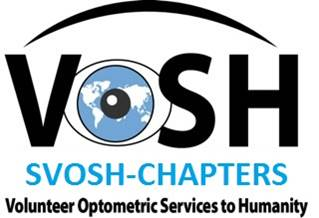 VOSH
SVOSH-CHAPTERS
Volunteer Optometric Services to Humanity